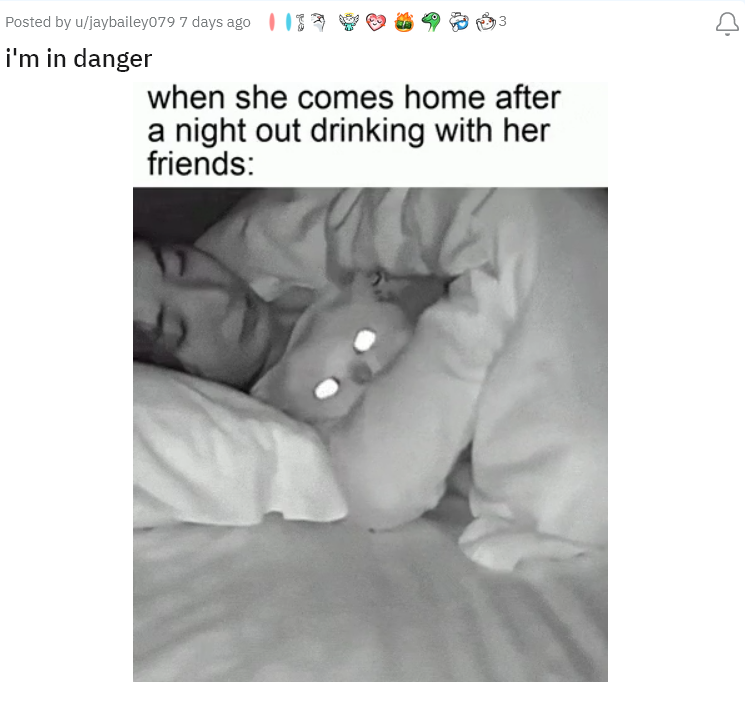 Posted by u/jaybailey079 7 days ago 3
i'm in danger
when she comes home after
a night out drinking with her
friends: